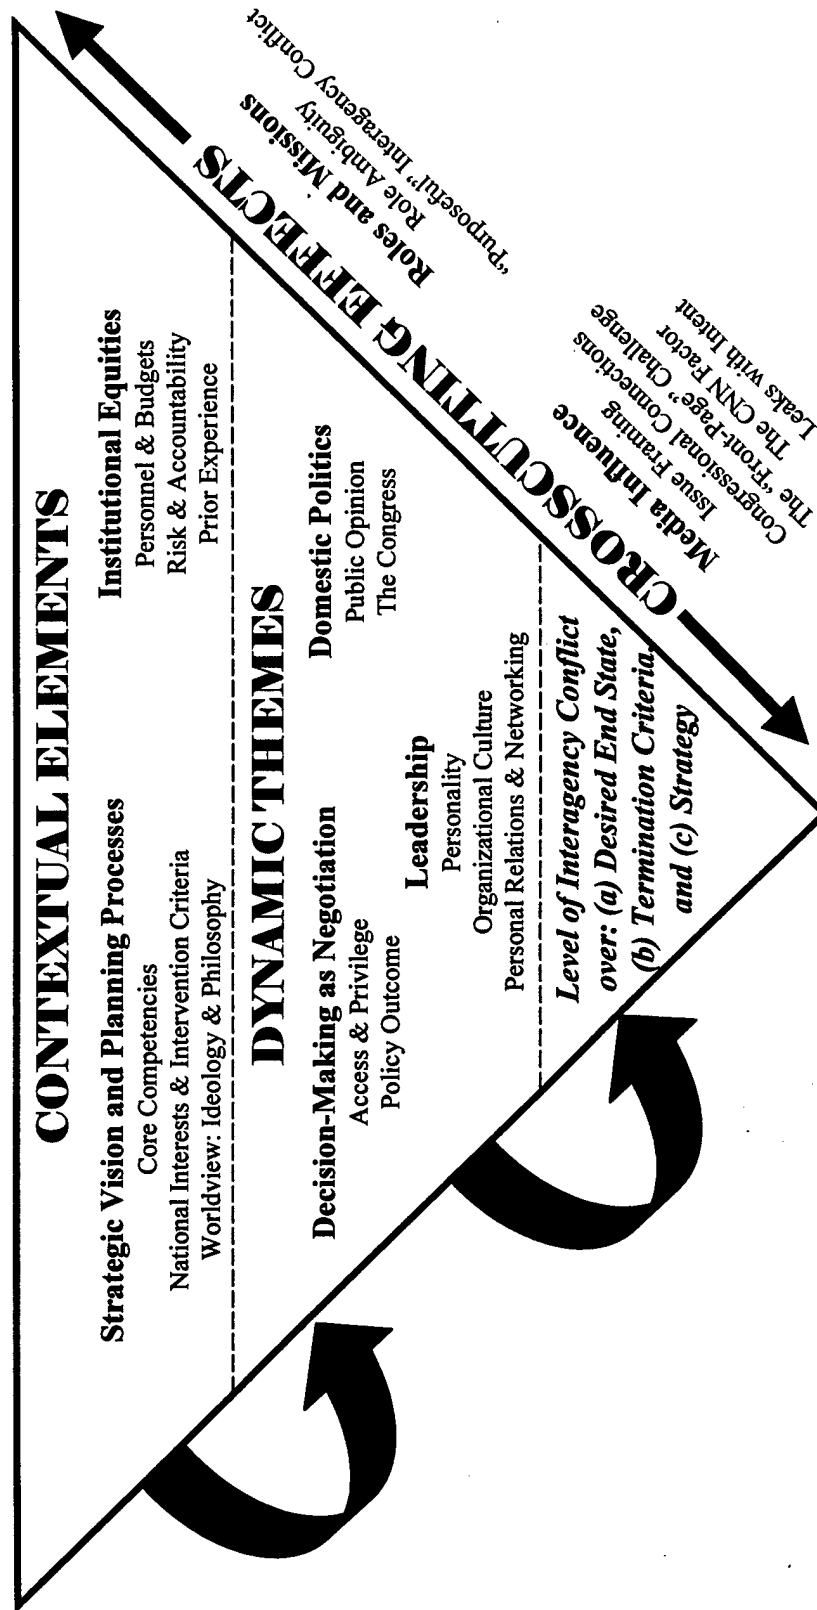 CONTEXTUAL ELEMENTS
Strategic Vision and Planning Processes
Core Competencies
National Interests & Intervention Criteria
Worldview: Ideology & Philosophy
Institutional Equities
Personnel & Budgets
Risk & Accountability
Prior Experience
DYNAMIC THEMES
Decision-Making as Negotiation
Access & Privilege
Policy Outcome
Domestic Politics
Public Opinion
The Congress
Leadership
Personality
Organizational Culture
Personal Relations & Networking
Level of Interagency Conflict
over: (a) Desired End State,
(b) Termination Criteria,
and (c) Strategy
CROSSCUTTING EFFECTS
Roles and Missions
Role Ambiguity
"Purposeful" Interagency Conflict
Media Influence
Issue Framing
Congressional Connections
The "Front-Page" Challenge
The CNN Factor
Leaks with Intent